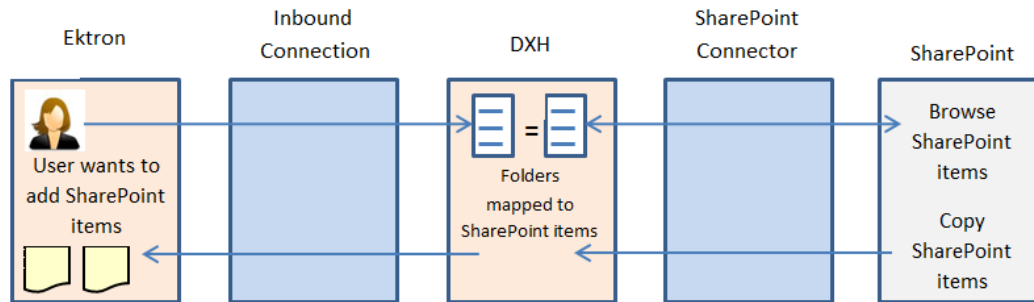 Ektron
Inbound
Connection
DXH
SharePoint
Connector
SharePoint
User wants to
add SharePoint
items
=
Folders
mapped to
SharePoint items
Browse
SharePoint
items
Copy
SharePoint
items